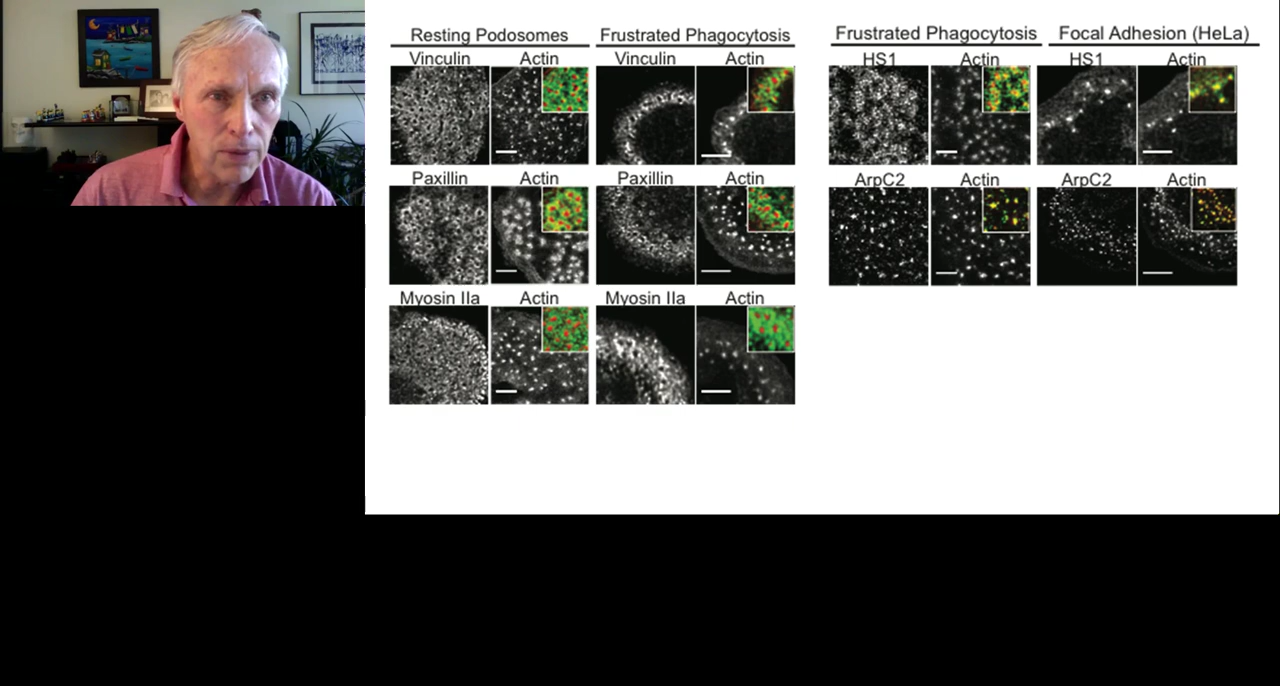 Resting Podosomes Frustrated Phagocytosis
Vinculin Actin Vinculin Actin
Paxillin Actin Paxillin Actin
Myosin IIa Actin Myosin IIa Actin
Frustrated Phagocytosis Focal Adhesion (HeLa)
HS1 Actin HS1 Actin
ArpC2 Actin ArpC2 Actin